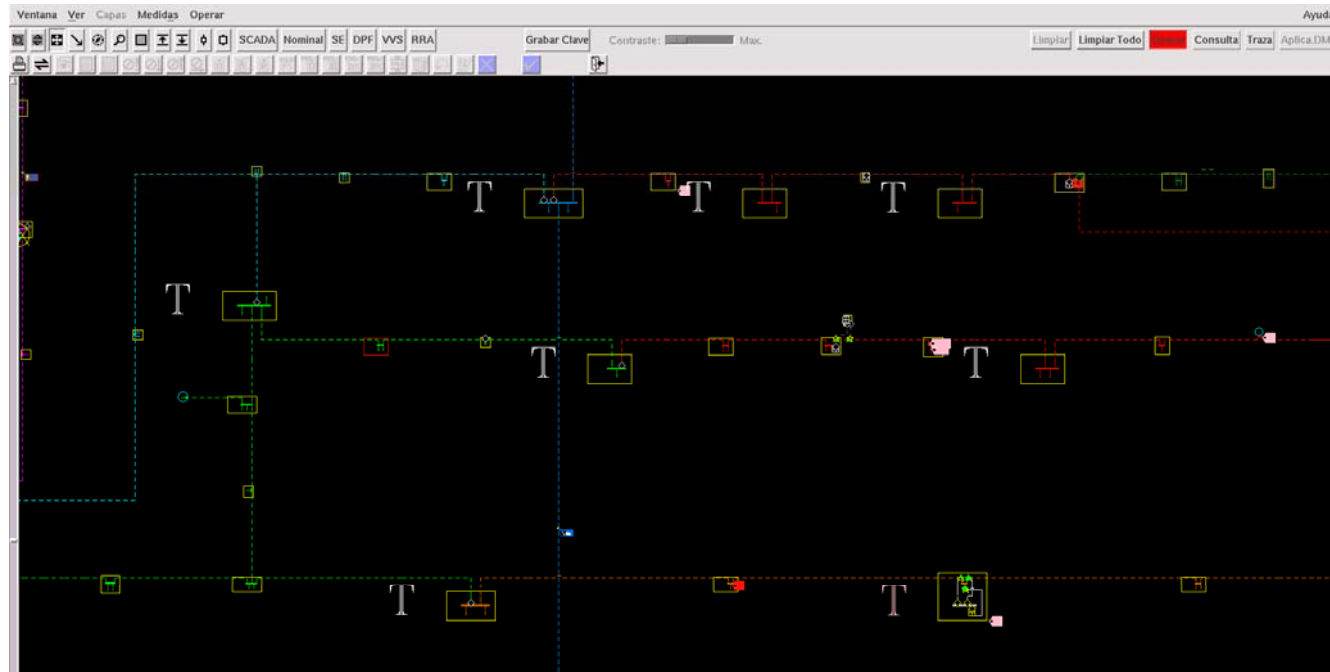 Ventana Ver Capas Medidas Operar Ayuda
SCADA Nominal SE DPF VVS RRA Grabar Clave Contraste: Max. Limpiar Limpiar Todo Consulta Traza Aplica.DM
T T T
T
T T
T T